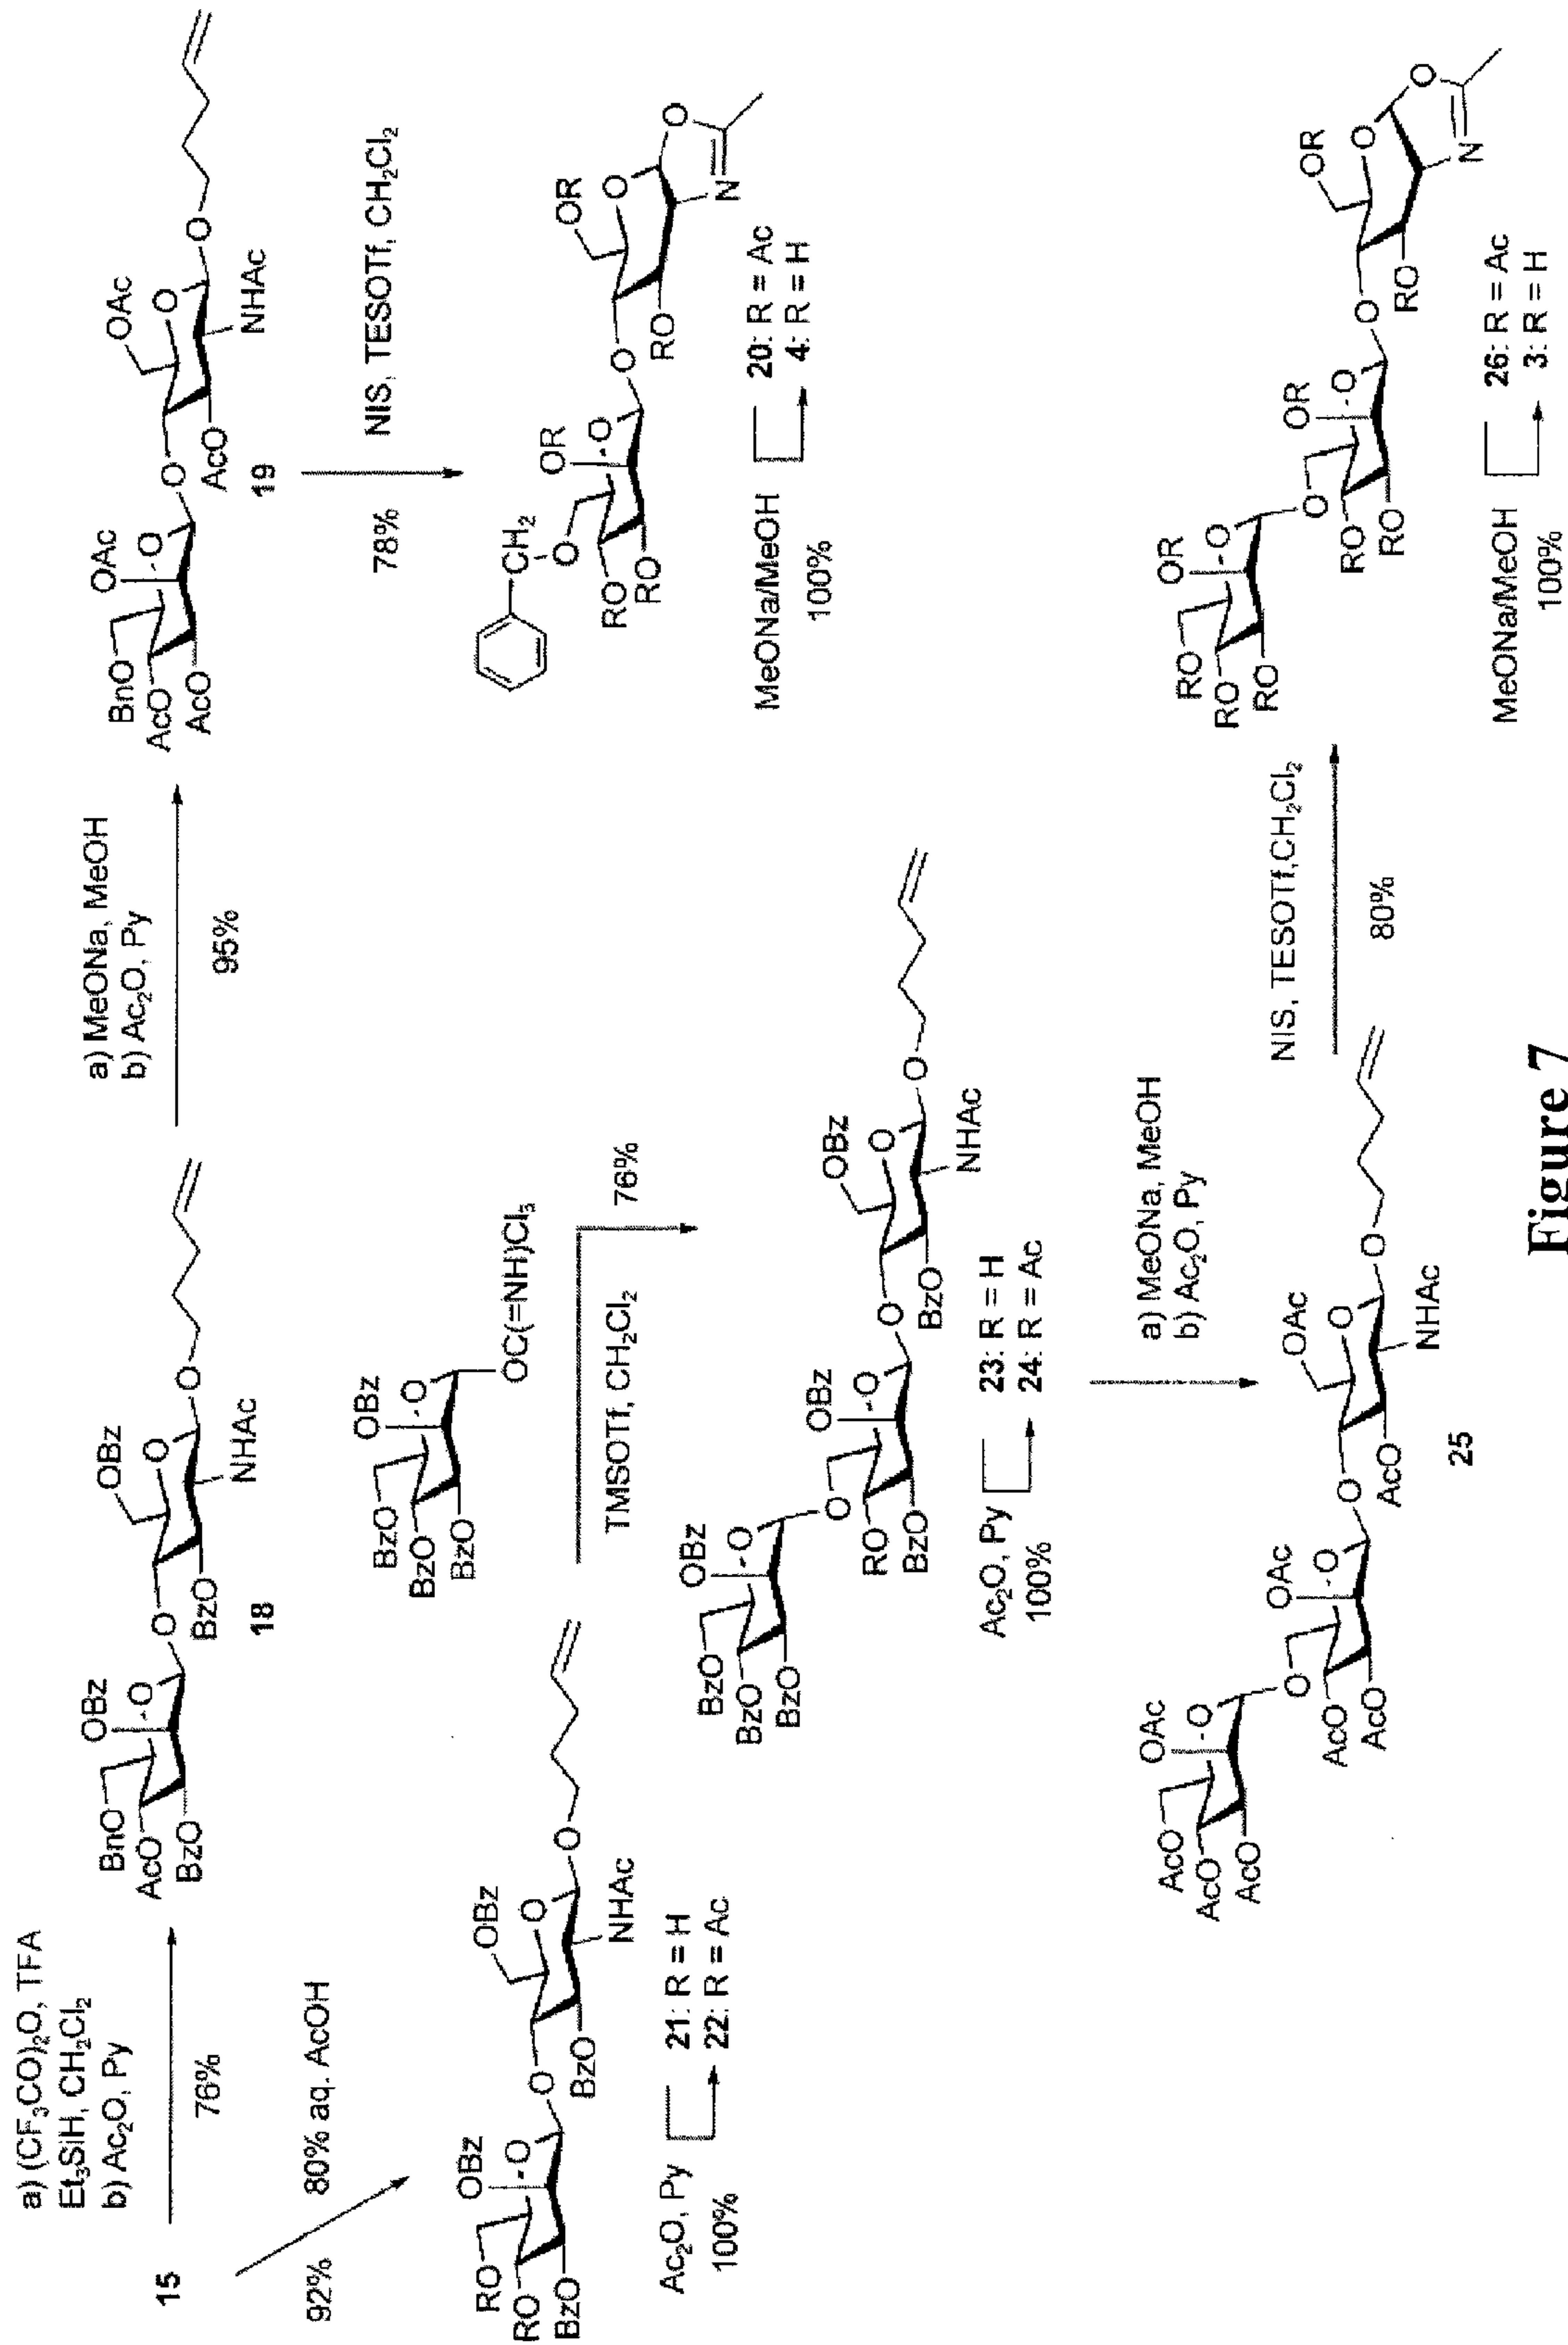 15
a) (CF3CO)2O, TFA
Et3SiH, CH2Cl2
b) Ac2O, Py
76%
BnO
AcO
BzO
OBz
O
O
BzO
OBz
O
NHAc
O
18
a) MeONa, MeOH
b) Ac2O, Py
95%
BnO
AcO
AcO
OAc
O
O
AcO
OAc
O
NHAc
O
19
NIS, TESOTf, CH2Cl2
78%
CH2
O
RO
RO
OR
O
O
RO
OR
O
O
N
MeONa/MeOH
100%
20: R = Ac
4: R = H
92%
80% aq. AcOH
RO
RO
BzO
OBz
O
O
BzO
OBz
O
NHAc
O
Ac2O, Py
100%
21: R = H
22: R = Ac
BzO
BzO
BzO
OBz
O
OC(=NH)Cl3
TMSOTf, CH2Cl2
76%
BzO
BzO
BzO
OBz
O
O
RO
BzO
OBz
O
O
BzO
OBz
O
NHAc
O
Ac2O, Py
100%
23: R = H
24: R = Ac
a) MeONa, MeOH
b) Ac2O, Py
AcO
AcO
AcO
OAc
O
O
AcO
AcO
OAc
O
O
AcO
OAc
O
NHAc
O
25
NIS, TESOTf,CH2Cl2
80%
RO
RO
RO
OR
O
O
RO
RO
OR
O
O
RO
OR
O
O
N
MeONa/MeOH
100%
26: R = Ac
3: R = H
Figure 7